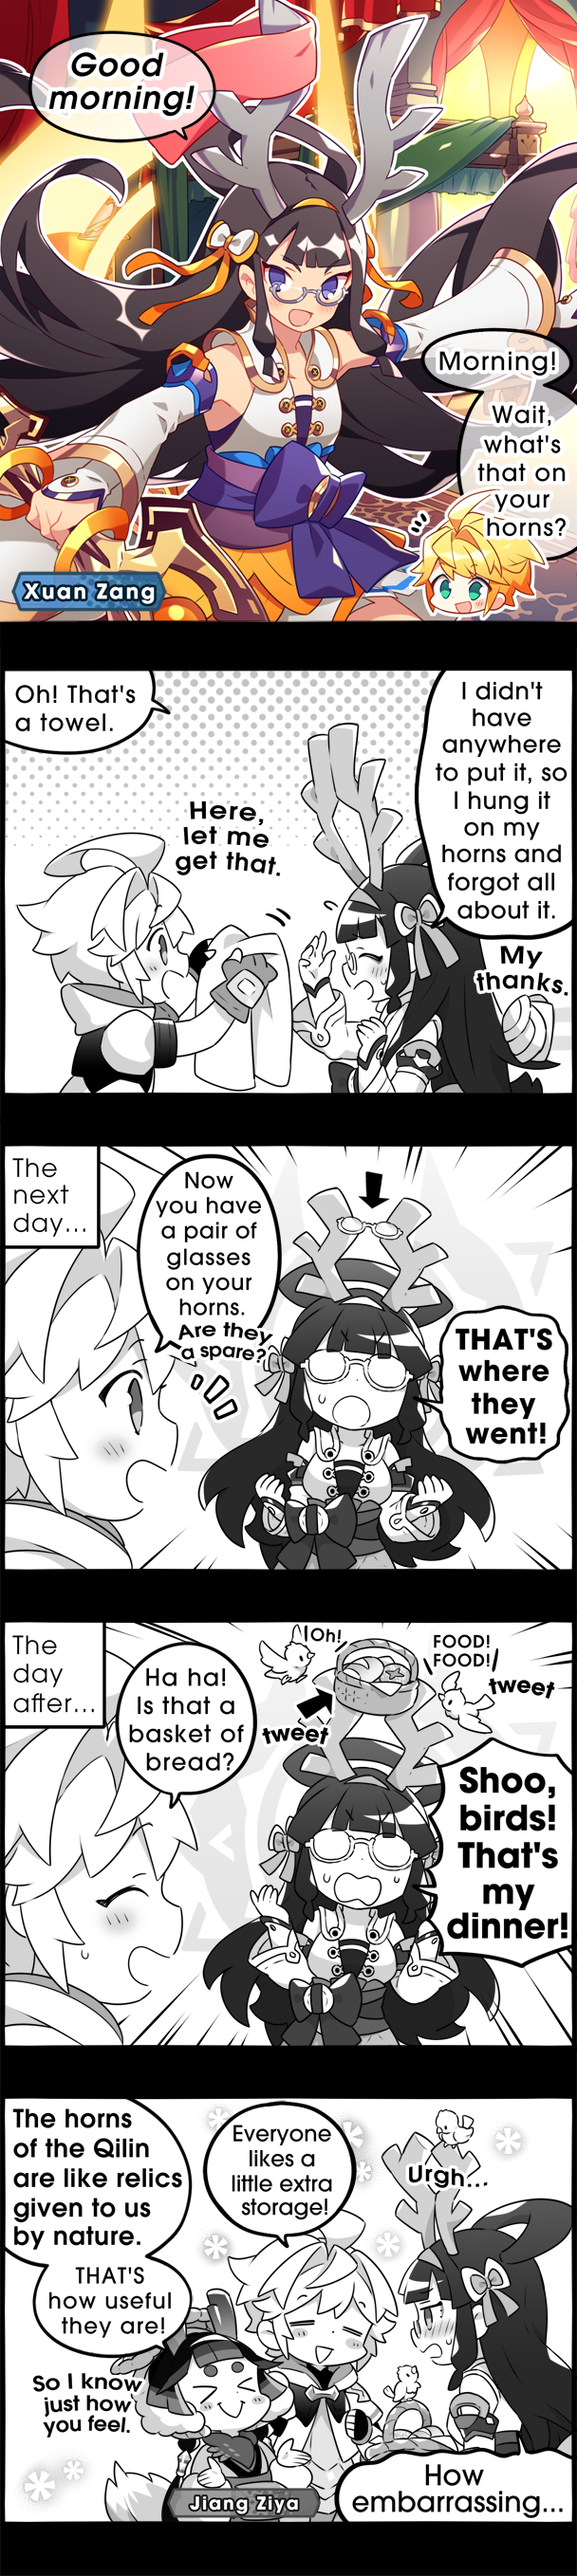 Good
morning!
Morning!
Wait,
what's
that on
your
horns?
Xuan Zang
Oh! That's
a towel.
I didn't
have
anywhere
to put it, so
I hung it
on my
horns and
forgot all
about it.
Here,
let me
get that.
My
thanks.
The
next
day...
Now
you have
a pair of
glasses
on your
horns.
Are they
a spare?
THAT'S
where
they
went!
The
day
after...
Ha ha!
Is that a
basket of
bread?
Oh!
tweet
FOOD!
FOOD!
tweet
Shoo,
birds!
That's
my
dinner!
The horns
of the Qilin
are like relics
given to us
by nature.
THAT'S
how useful
they are!
So I know
just how
you feel.
Everyone
likes a
little extra
storage!
Urgh...
Jiang Ziya
How
embarrassing...